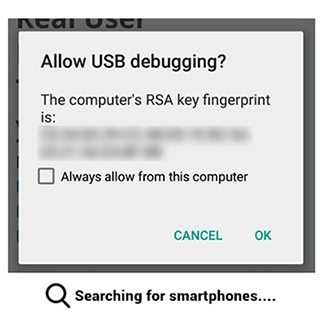 Real User
Allow USB debugging?
The computer's RSA key fingerprint
is:
Always allow from this computer
CANCEL OK
Searching for smartphones....